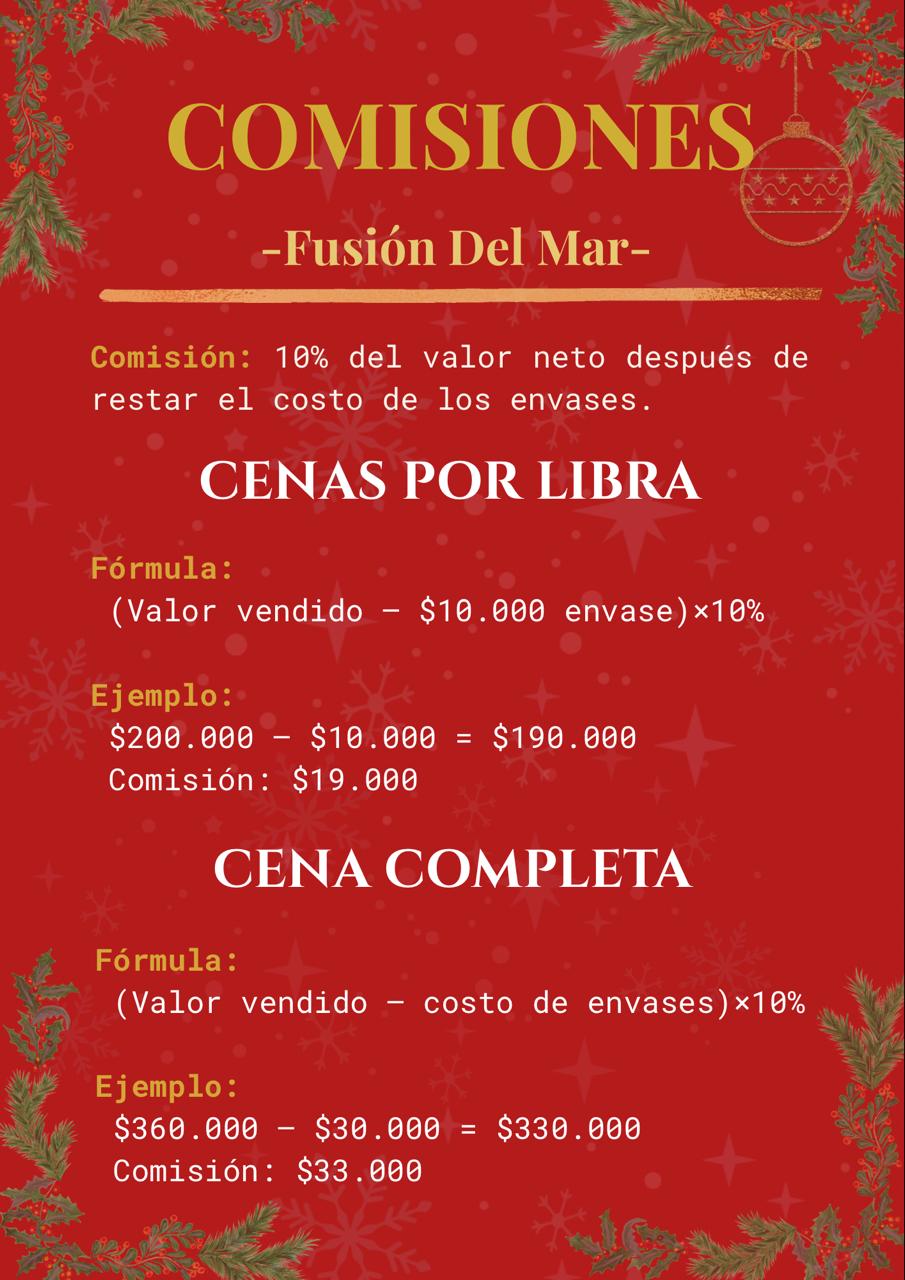 COMISIONES
-Fusión Del Mar-
Comisión: 10% del valor neto después de
restar el costo de los envases.
CENAS POR LIBRA
Fórmula:
(Valor vendido – $10.000 envase)×10%
Ejemplo:
$200.000 – $10.000 = $190.000
Comisión: $19.000
CENA COMPLETA
Fórmula:
(Valor vendido – costo de envases)×10%
Ejemplo:
$360.000 – $30.000 = $330.000
Comisión: $33.000